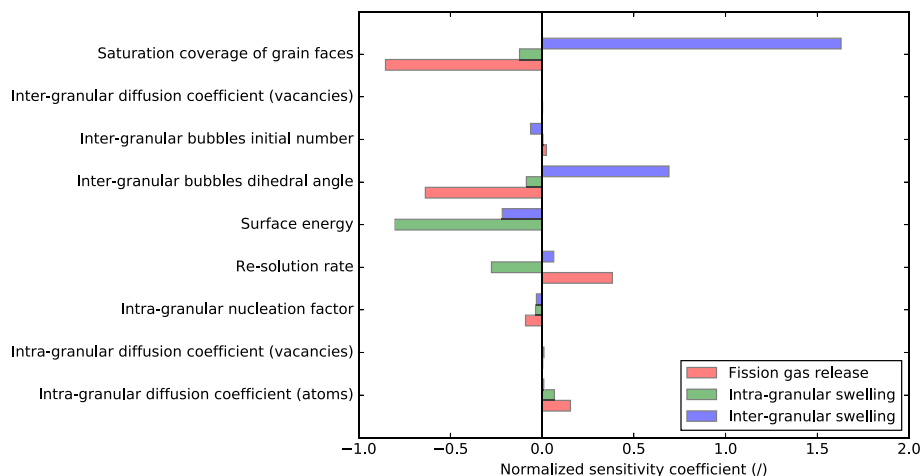 Saturation coverage of grain faces
Inter-granular diffusion coefficient (vacancies)
Inter-granular bubbles initial number
Inter-granular bubbles dihedral angle
Surface energy
Re-solution rate
Intra-granular nucleation factor
Intra-granular diffusion coefficient (vacancies)
Intra-granular diffusion coefficient (atoms)
Fission gas release
Intra-granular swelling
Inter-granular swelling
−1.0 −0.5 0.0 0.5 1.0 1.5 2.0
Normalized sensitivity coefficient (/)